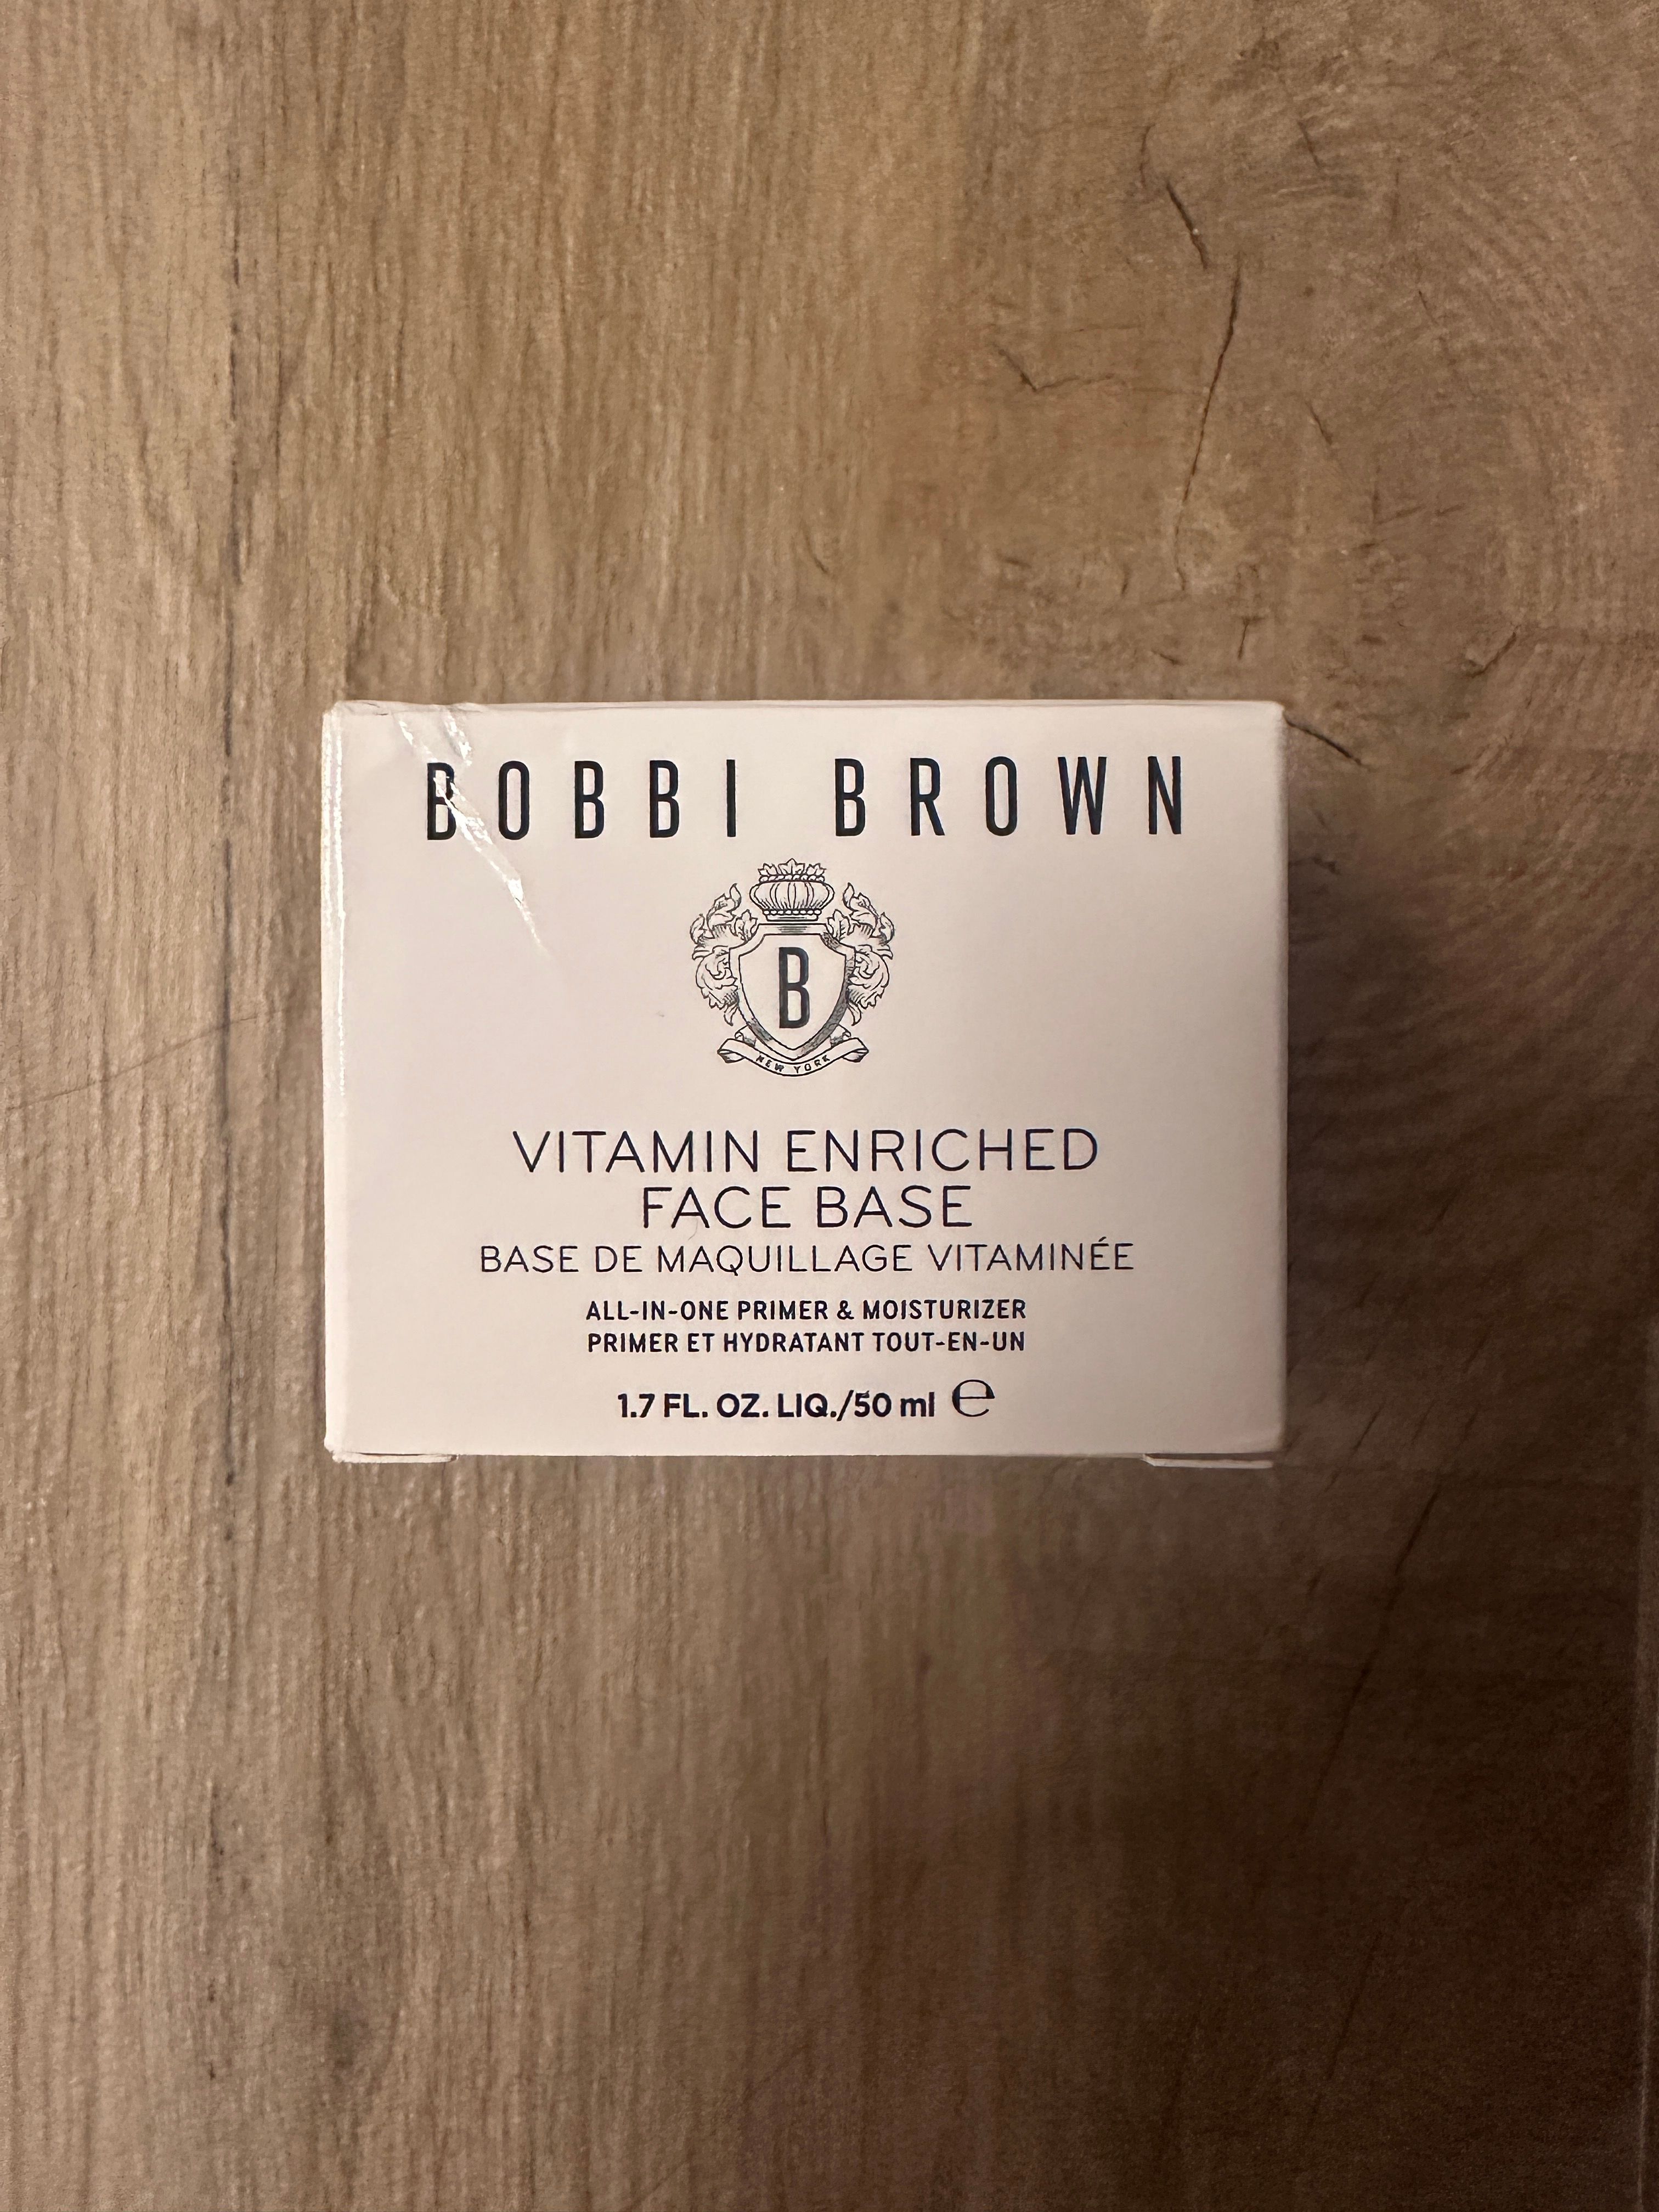 BOBBI BROWN
B
NEW YORK
VITAMIN ENRICHED
FACE BASE
BASE DE MAQUILLAGE VITAMINÉE
ALL-IN-ONE PRIMER & MOISTURIZER
PRIMER ET HYDRATANT TOUT-EN-UN
1.7 FL. OZ. LIQ./50 ml ℮